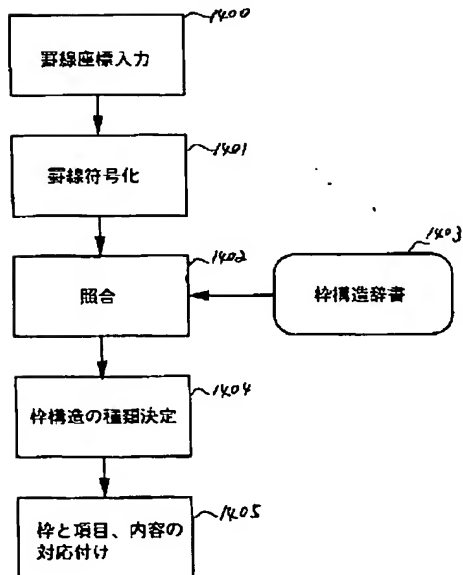 1400
罫線座標入力
1401
罫線符号化
1402
照合
1403
枠構造辞書
1404
枠構造の種類決定
1405
枠と項目、内容の
対応付け